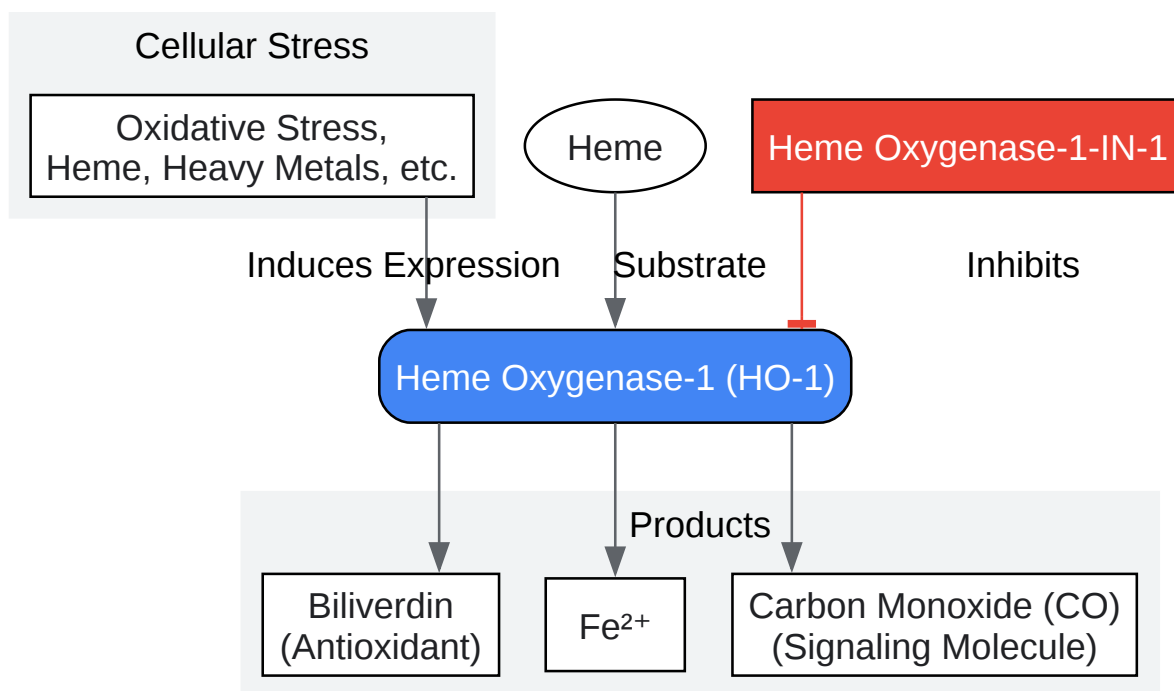 Cellular Stress
Oxidative Stress,
Heme, Heavy Metals, etc.
Heme
Heme Oxygenase-1-IN-1
Induces Expression
Substrate
Inhibits
Heme Oxygenase-1 (HO-1)
Products
Biliverdin
(Antioxidant)
Fe²⁺
Carbon Monoxide (CO)
(Signaling Molecule)